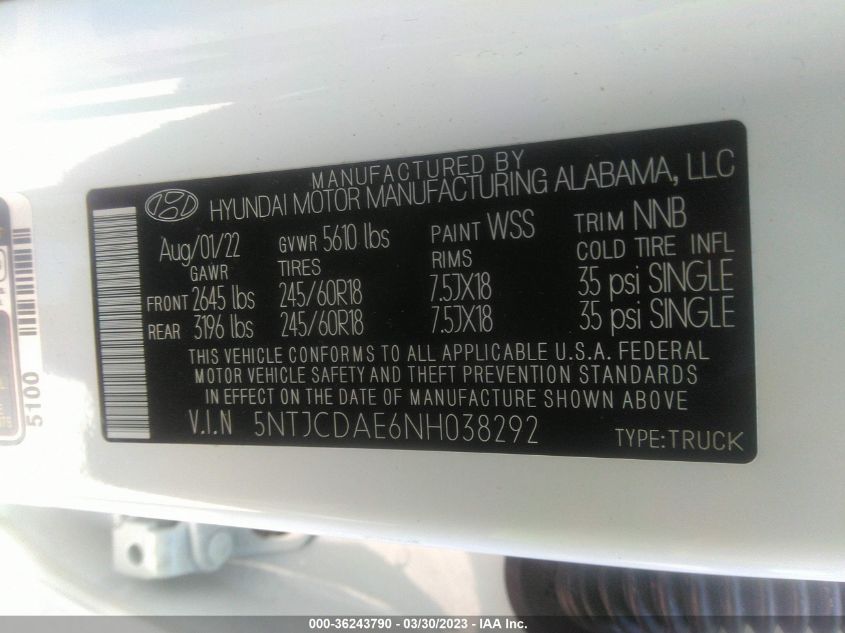 MANUFACTURED BY
HYUNDAI MOTOR MANUFACTURING ALABAMA, LLC
Aug/01/22 GVWR 5610 lbs PAINT WSS TRIM NNB
GAWR TIRES RIMS COLD TIRE INFL
FRONT 2645 lbs 245/60R18 7.5JX18 35 psi SINGLE
REAR 3196 lbs 245/60R18 7.5JX18 35 psi SINGLE
THIS VEHICLE CONFORMS TO ALL APPLICABLE U.S.A. FEDERAL
MOTOR VEHICLE SAFETY AND THEFT PREVENTION STANDARDS
IN EFFECT ON THE DATE OF MANUFACTURE SHOWN ABOVE
V.I.N 5NTJCDAE6NH038292 TYPE:TRUCK
5100
000-36243790 - 03/30/2023 - IAA Inc.